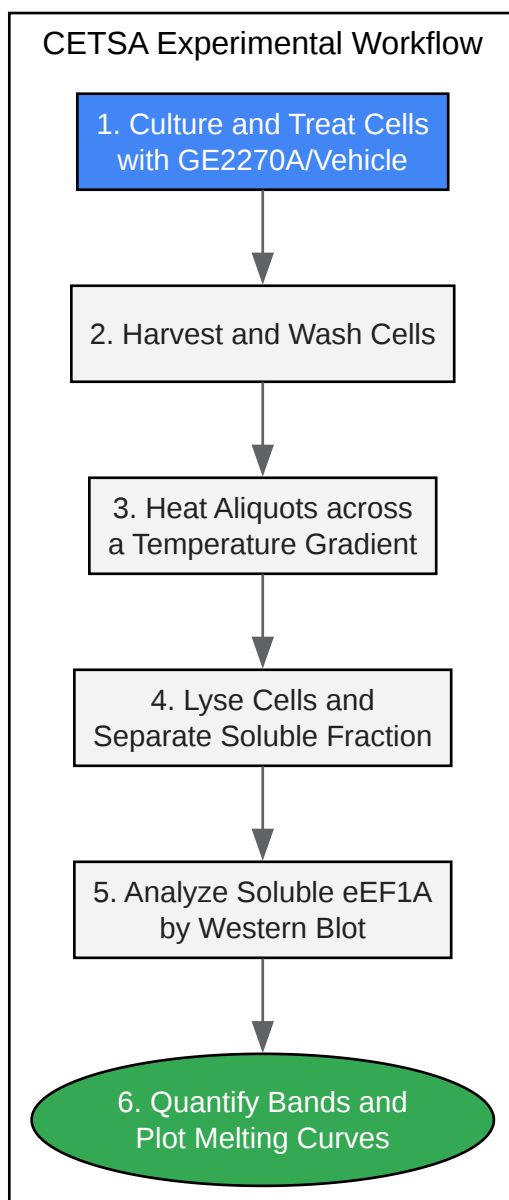 CETSA Experimental Workflow
1. Culture and Treat Cells
with GE2270A/Vehicle
2. Harvest and Wash Cells
3. Heat Aliquots across
a Temperature Gradient
4. Lyse Cells and
Separate Soluble Fraction
5. Analyze Soluble eEF1A
by Western Blot
6. Quantify Bands and
Plot Melting Curves